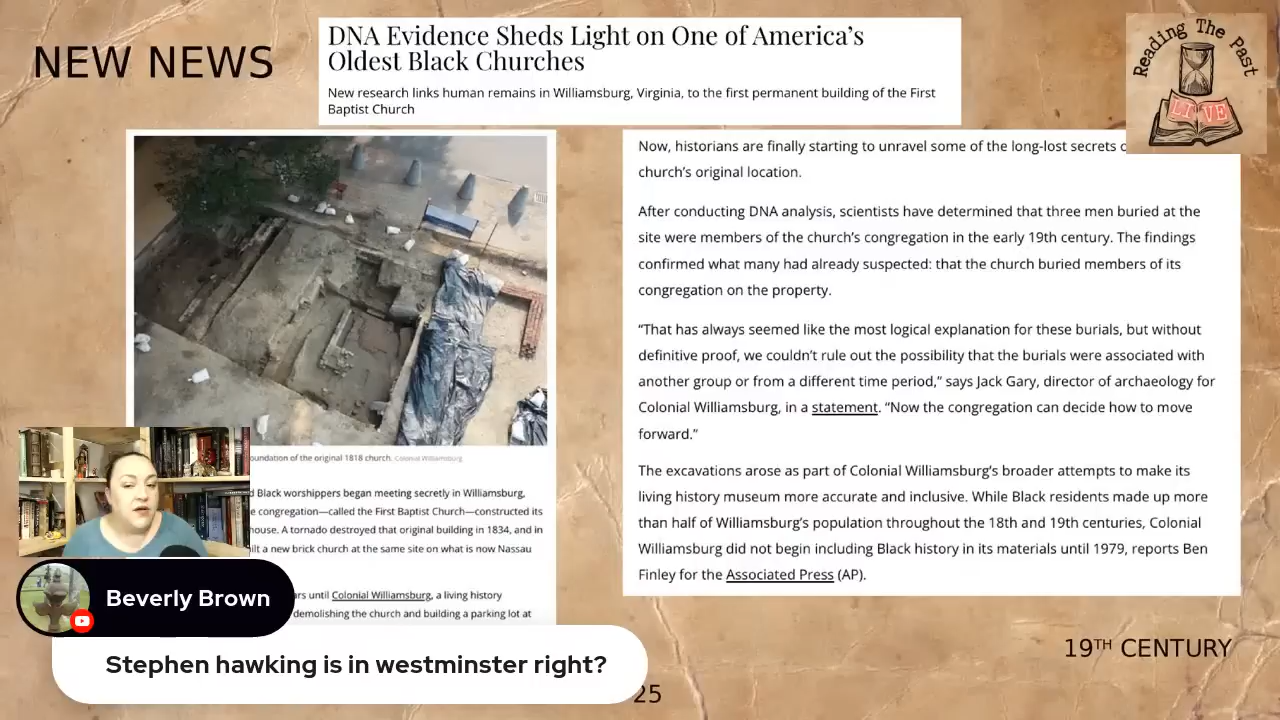 NEW NEWS
DNA Evidence Sheds Light on One of America's
Oldest Black Churches
New research links human remains in Williamsburg, Virginia, to the first permanent building of the First
Baptist Church
Reading The Past
LIVE
oundation of the original 1818 church. Colonial Williamsburg
d Black worshippers began meeting secretly in Williamsburg,
e congregation—called the First Baptist Church—constructed its
house. A tornado destroyed that original building in 1834, and in
ilt a new brick church at the same site on what is now Nassau
ars until Colonial Williamsburg, a living history
demolishing the church and building a parking lot at
Now, historians are finally starting to unravel some of the long-lost secrets
church's original location.
After conducting DNA analysis, scientists have determined that three men buried at the
site were members of the church's congregation in the early 19th century. The findings
confirmed what many had already suspected: that the church buried members of its
congregation on the property.
“That has always seemed like the most logical explanation for these burials, but without
definitive proof, we couldn't rule out the possibility that the burials were associated with
another group or from a different time period,” says Jack Gary, director of archaeology for
Colonial Williamsburg, in a statement. “Now the congregation can decide how to move
forward.”
The excavations arose as part of Colonial Williamsburg's broader attempts to make its
living history museum more accurate and inclusive. While Black residents made up more
than half of Williamsburg's population throughout the 18th and 19th centuries, Colonial
Williamsburg did not begin including Black history in its materials until 1979, reports Ben
Finley for the Associated Press (AP).
Beverly Brown
Stephen hawking is in westminster right?
19TH CENTURY
25